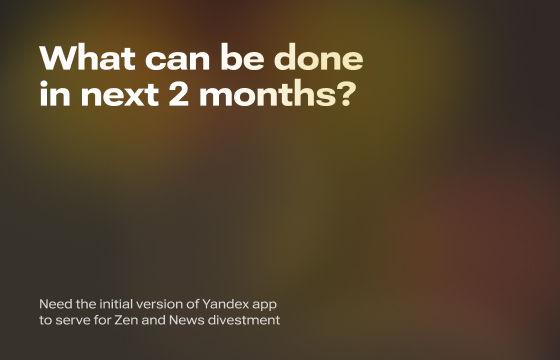 What can be done
in next 2 months?
Need the initial version of Yandex app
to serve for Zen and News divestment